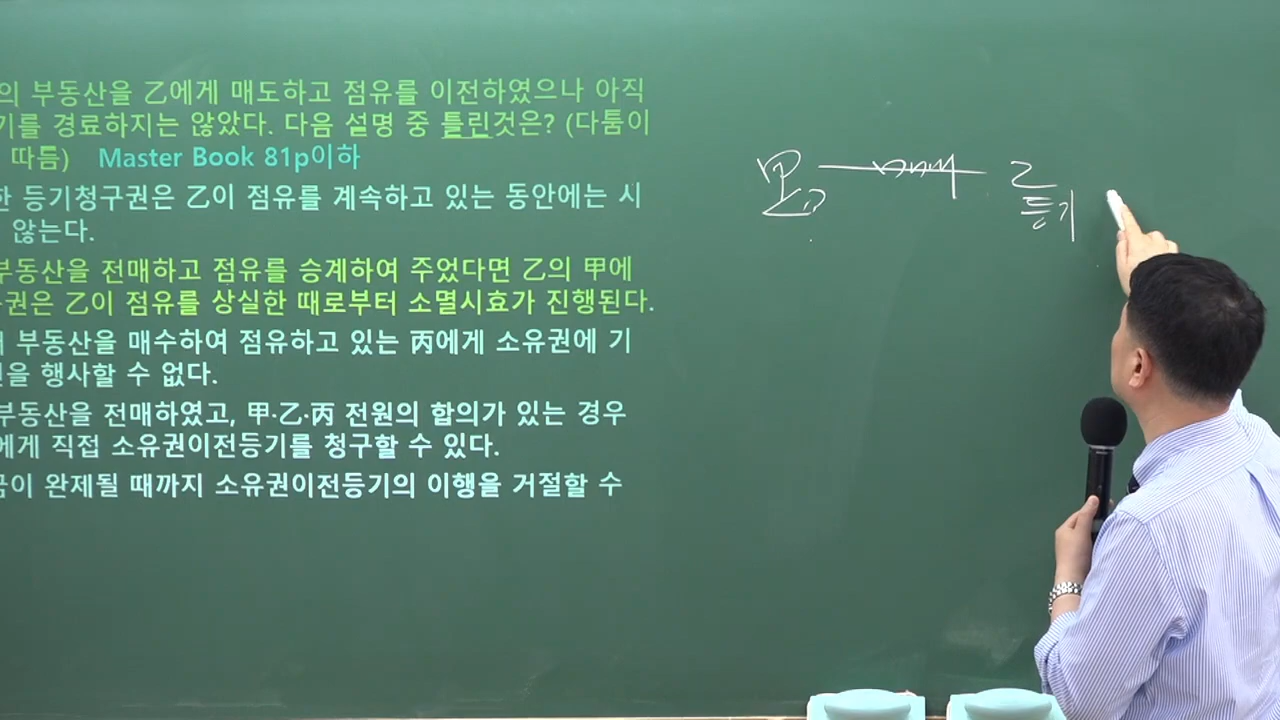 의 부동산을 乙에게 매도하고 점유를 이전하였으나 아직
기를 경료하지는 않았다. 다음 설명 중 틀린것은? (다툼이
따름) Master Book 81p이하
한 등기청구권은 乙이 점유를 계속하고 있는 동안에는 시
않는다.
부동산을 전매하고 점유를 승계하여 주었다면 乙의 甲에
권은 乙이 점유를 상실한 때로부터 소멸시효가 진행된다.
부동산을 매수하여 점유하고 있는 丙에게 소유권에 기
을 행사할 수 없다.
부동산을 전매하였고, 甲·乙·丙 전원의 합의가 있는 경우
에게 직접 소유권이전등기를 청구할 수 있다.
금이 완제될 때까지 소유권이전등기의 이행을 거절할 수
甲 매매 乙
등기